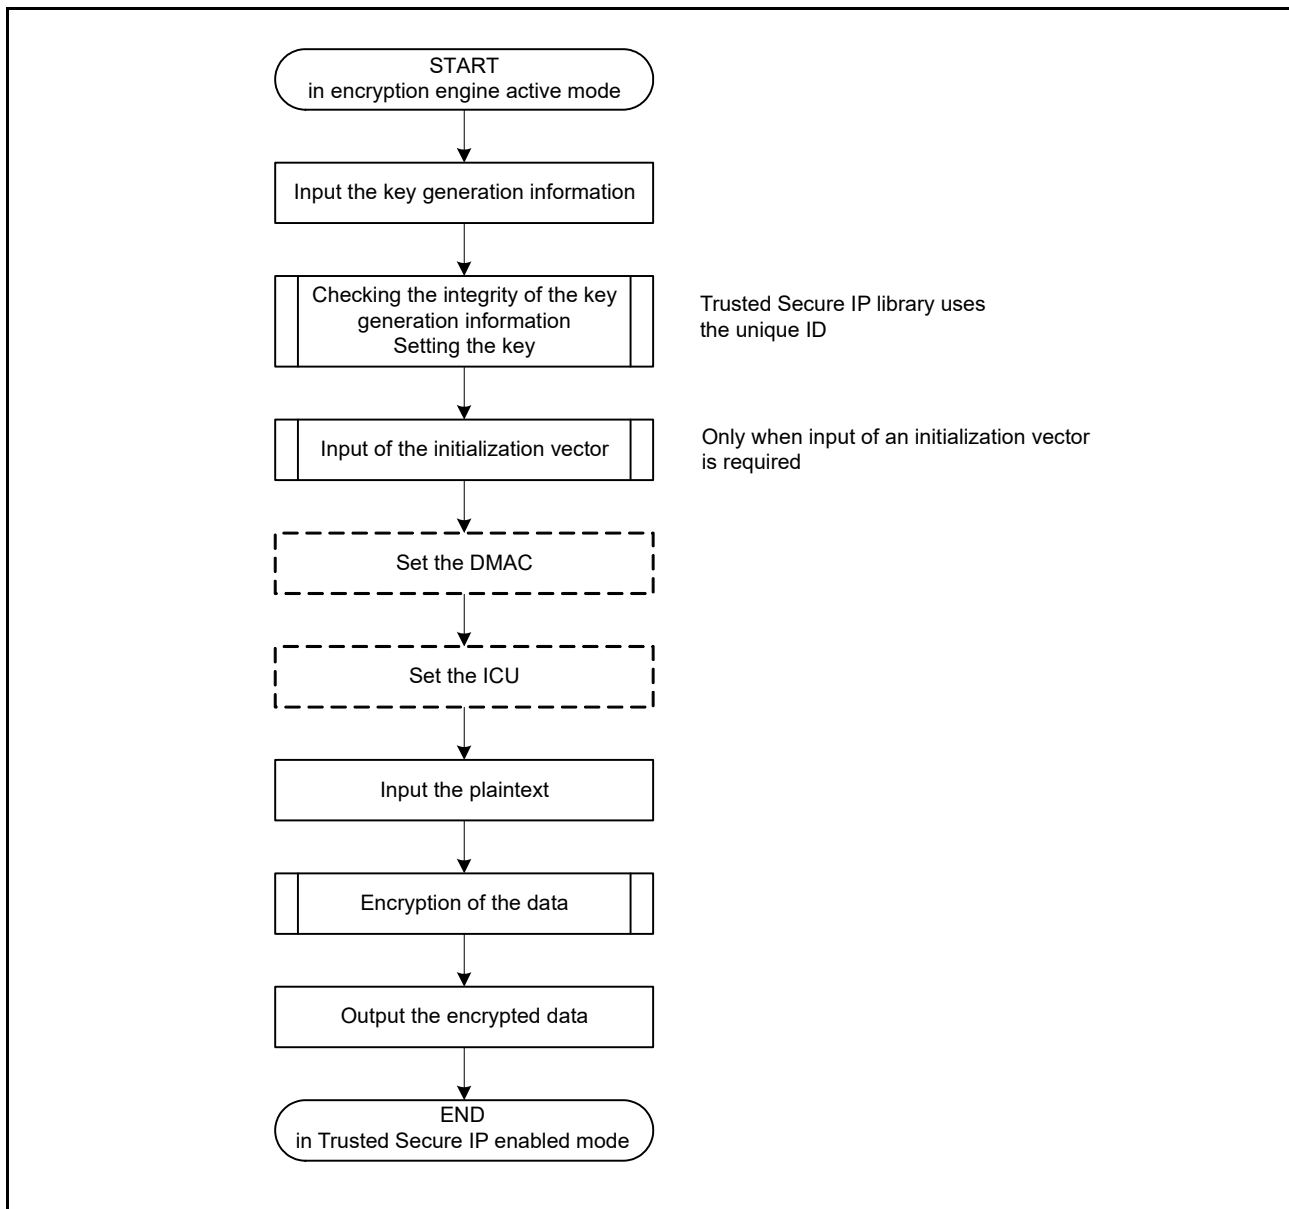 START
in encryption engine active mode
Input the key generation information
Checking the integrity of the key
generation information
Setting the key
Trusted Secure IP library uses
the unique ID
Input of the initialization vector
Only when input of an initialization vector
is required
Set the DMAC
Set the ICU
Input the plaintext
Encryption of the data
Output the encrypted data
END
in Trusted Secure IP enabled mode